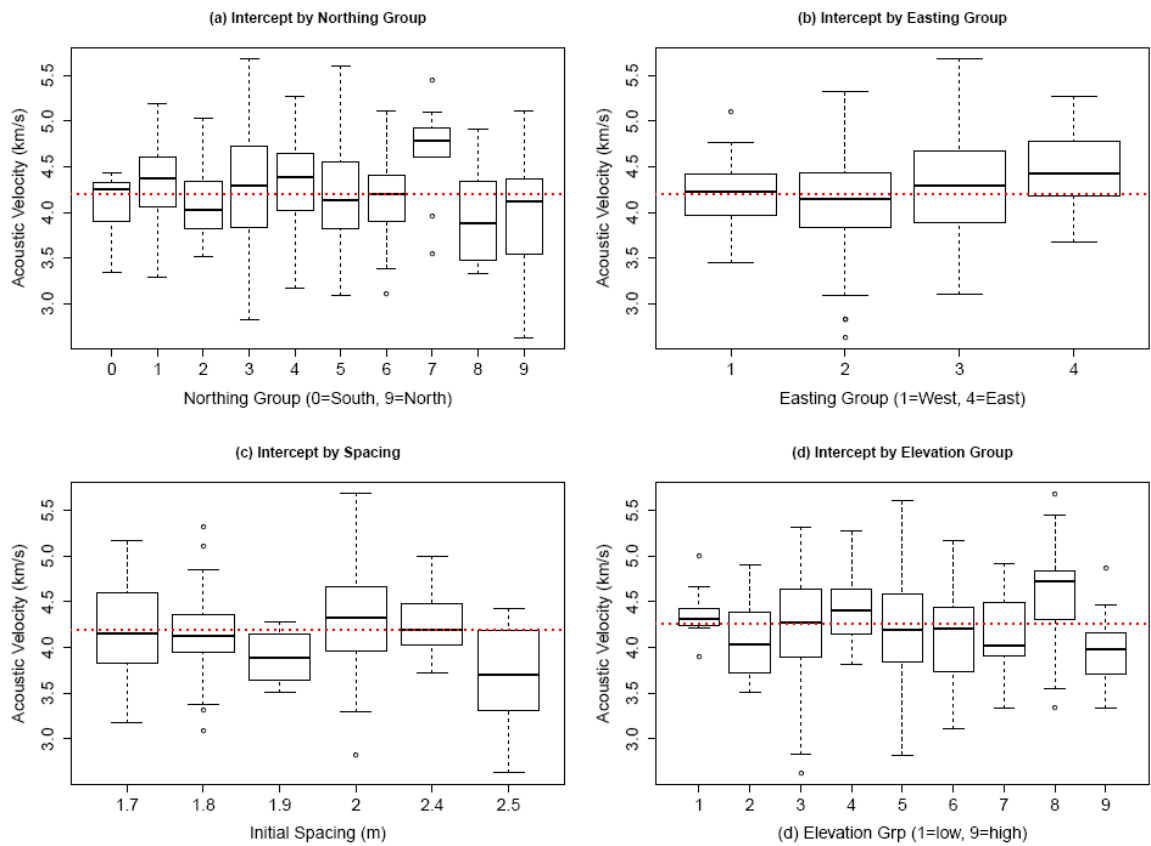 (a) Intercept by Northing Group
Acoustic Velocity (km/s)
5.5
5.0
4.5
4.0
3.5
3.0
0 1 2 3 4 5 6 7 8 9
Northing Group (0=South, 9=North)
(b) Intercept by Easting Group
Acoustic Velocity (km/s)
5.5
5.0
4.5
4.0
3.5
3.0
1 2 3 4
Easting Group (1=West, 4=East)
(c) Intercept by Spacing
Acoustic Velocity (km/s)
5.5
5.0
4.5
4.0
3.5
3.0
1.7 1.8 1.9 2 2.4 2.5
Initial Spacing (m)
(d) Intercept by Elevation Group
Acoustic Velocity (km/s)
5.5
5.0
4.5
4.0
3.5
3.0
1 2 3 4 5 6 7 8 9
(d) Elevation Grp (1=low, 9=high)